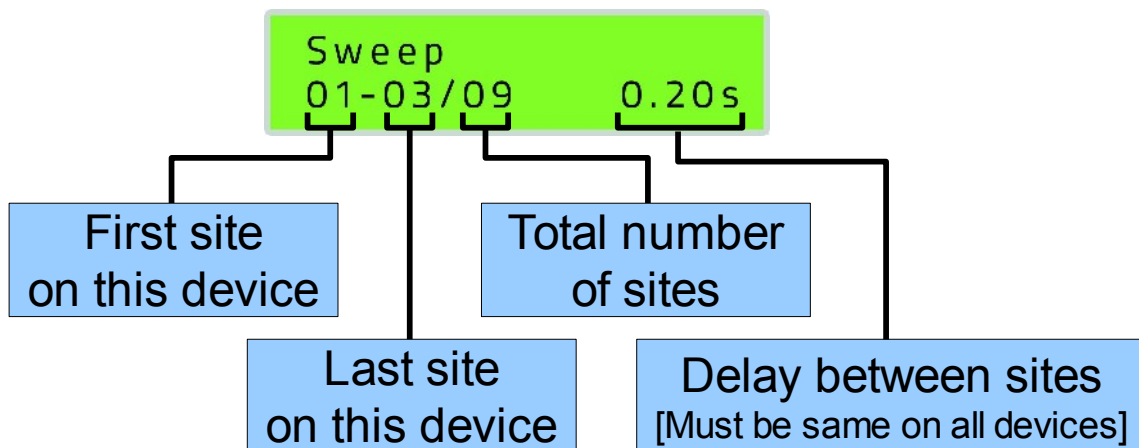 Sweep
01-03/09 0.20s
First site
on this device
Total number
of sites
Last site
on this device
Delay between sites
[Must be same on all devices]